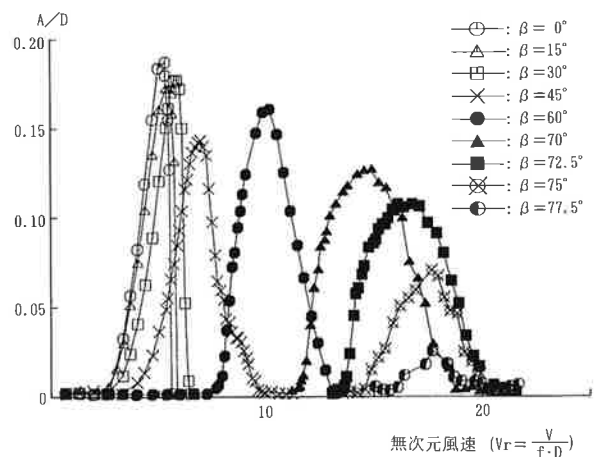 A/D
0.20
0.15
0.10
0.05
0
10
20
: β= 0°
: β=15°
: β=30°
: β=45°
: β=60°
: β=70°
: β=72.5°
: β=75°
: β=77.5°
無次元風速 (Vr=V/f·D)